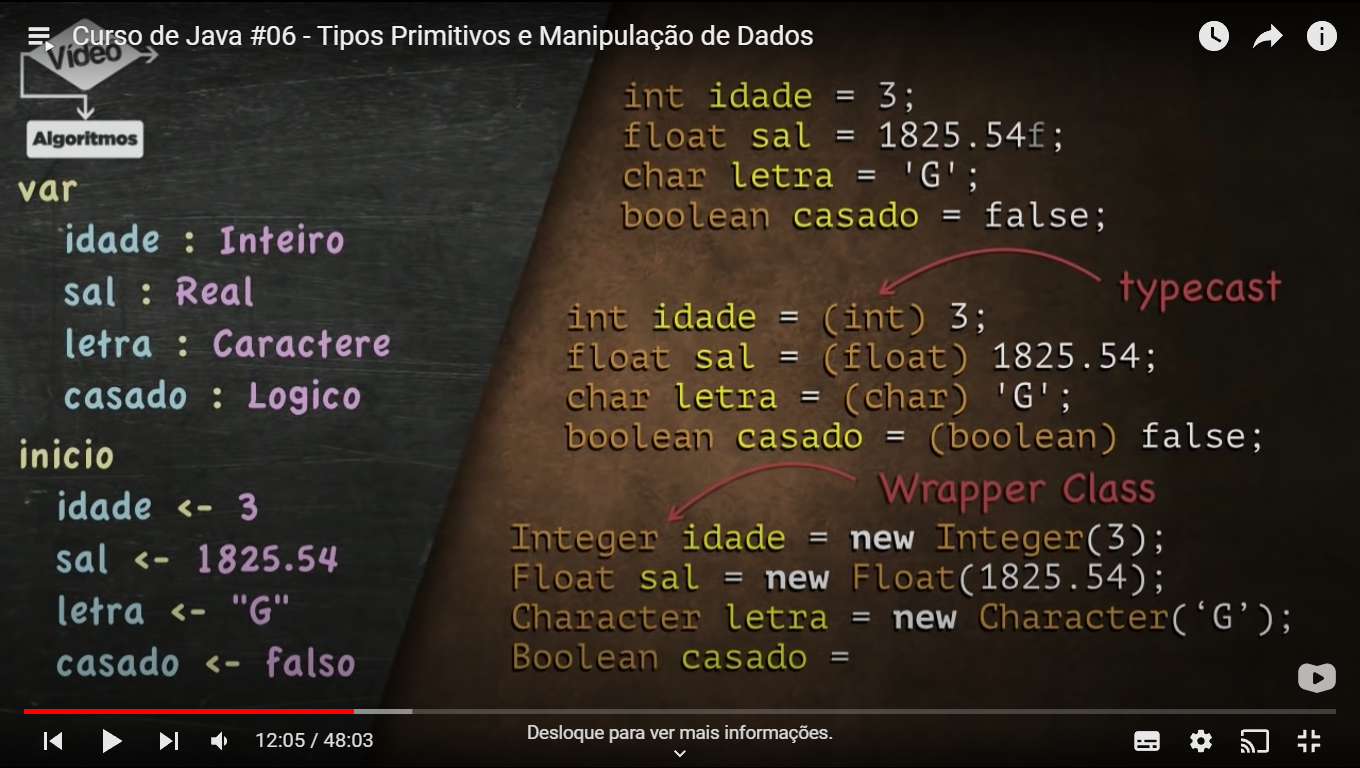 Curso de Java #06 - Tipos Primitivos e Manipulação de Dados
Vídeo
Algoritmos
var
idade : Inteiro
sal : Real
letra : Caractere
casado : Logico
inicio
idade <- 3
sal <- 1825.54
letra <- "G"
casado <- falso
int idade = 3;
float sal = 1825.54f;
char letra = 'G';
boolean casado = false;
typecast
int idade = (int) 3;
float sal = (float) 1825.54;
char letra = (char) 'G';
boolean casado = (boolean) false;
Wrapper Class
Integer idade = new Integer(3);
Float sal = new Float(1825.54);
Character letra = new Character(‘G’);
Boolean casado =
12:05 / 48:03
Desloque para ver mais informações.